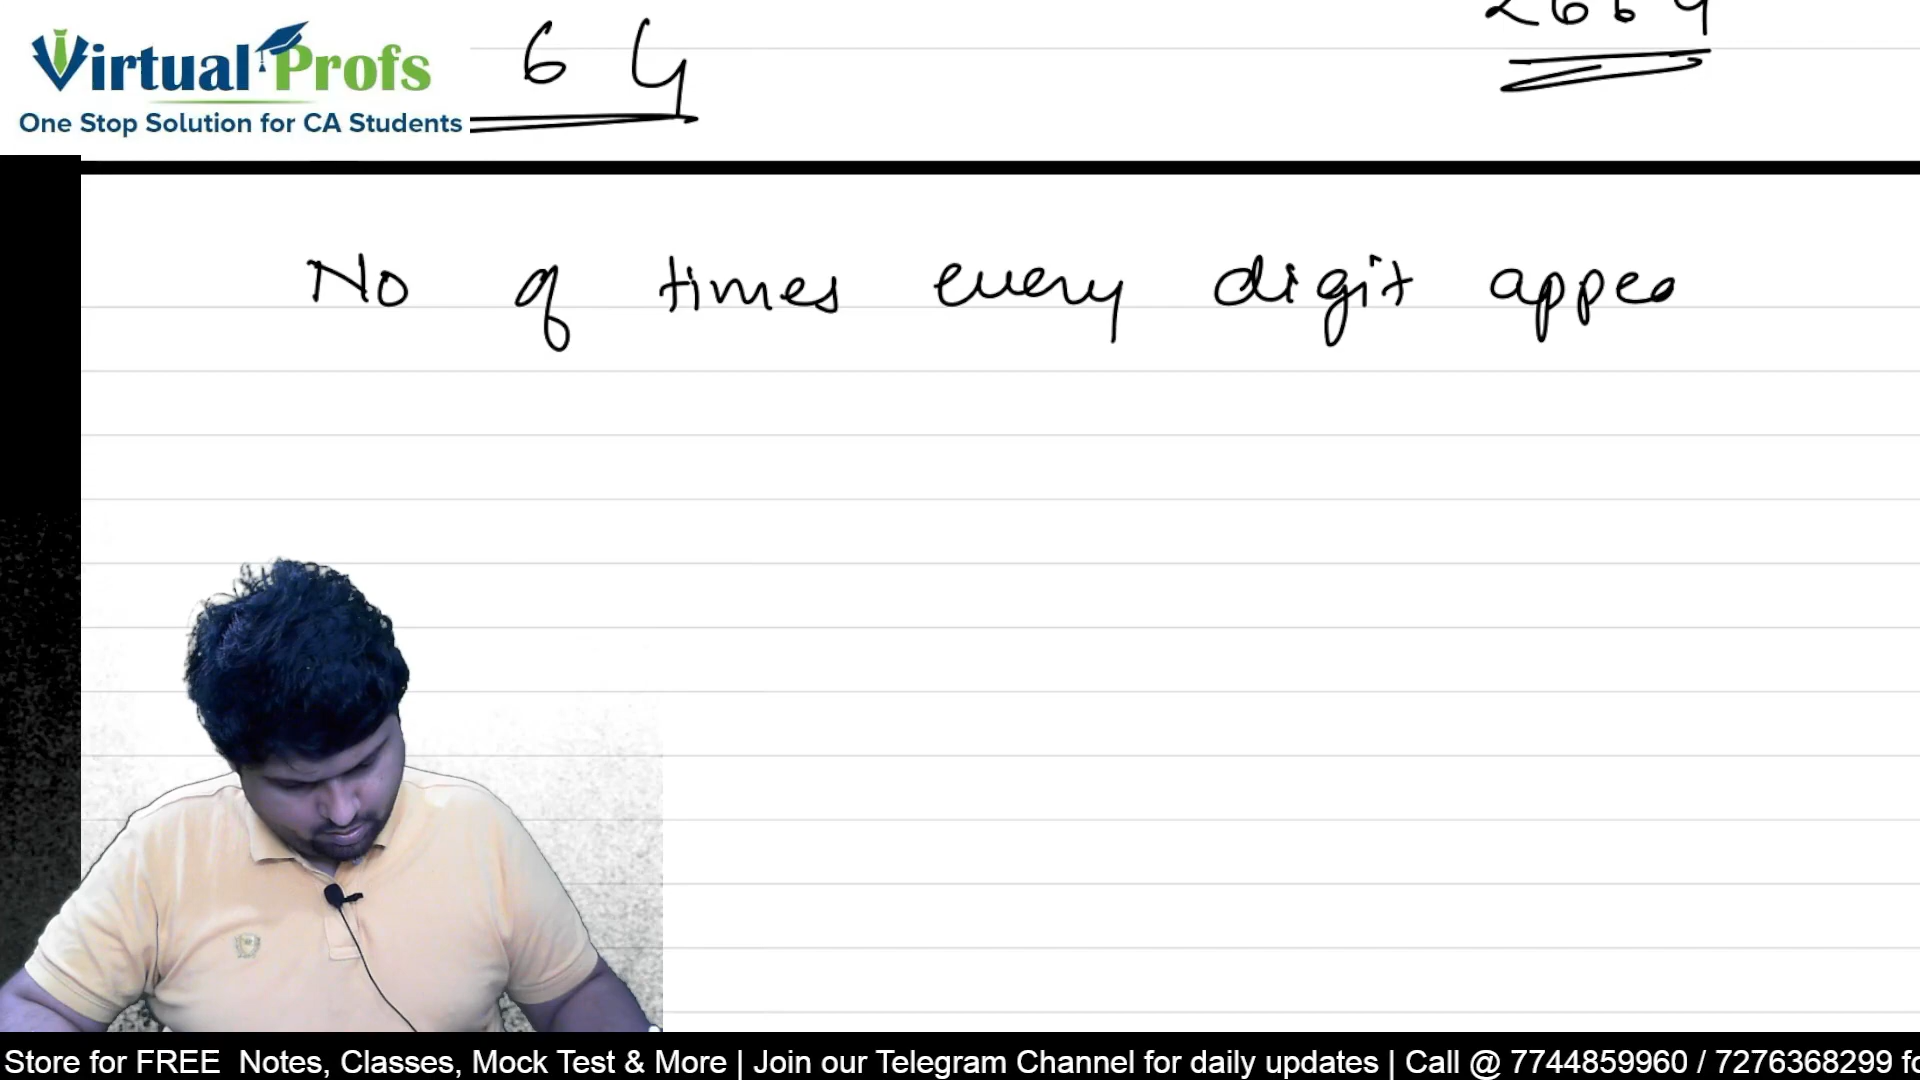 2664
Virtual Profs
6 4
One Stop Solution for CA Students
No of times every digit appea
Store for FREE Notes, Classes, Mock Test & More | Join our Telegram Channel for daily updates | Call @ 7744859960 / 7276368299 fo